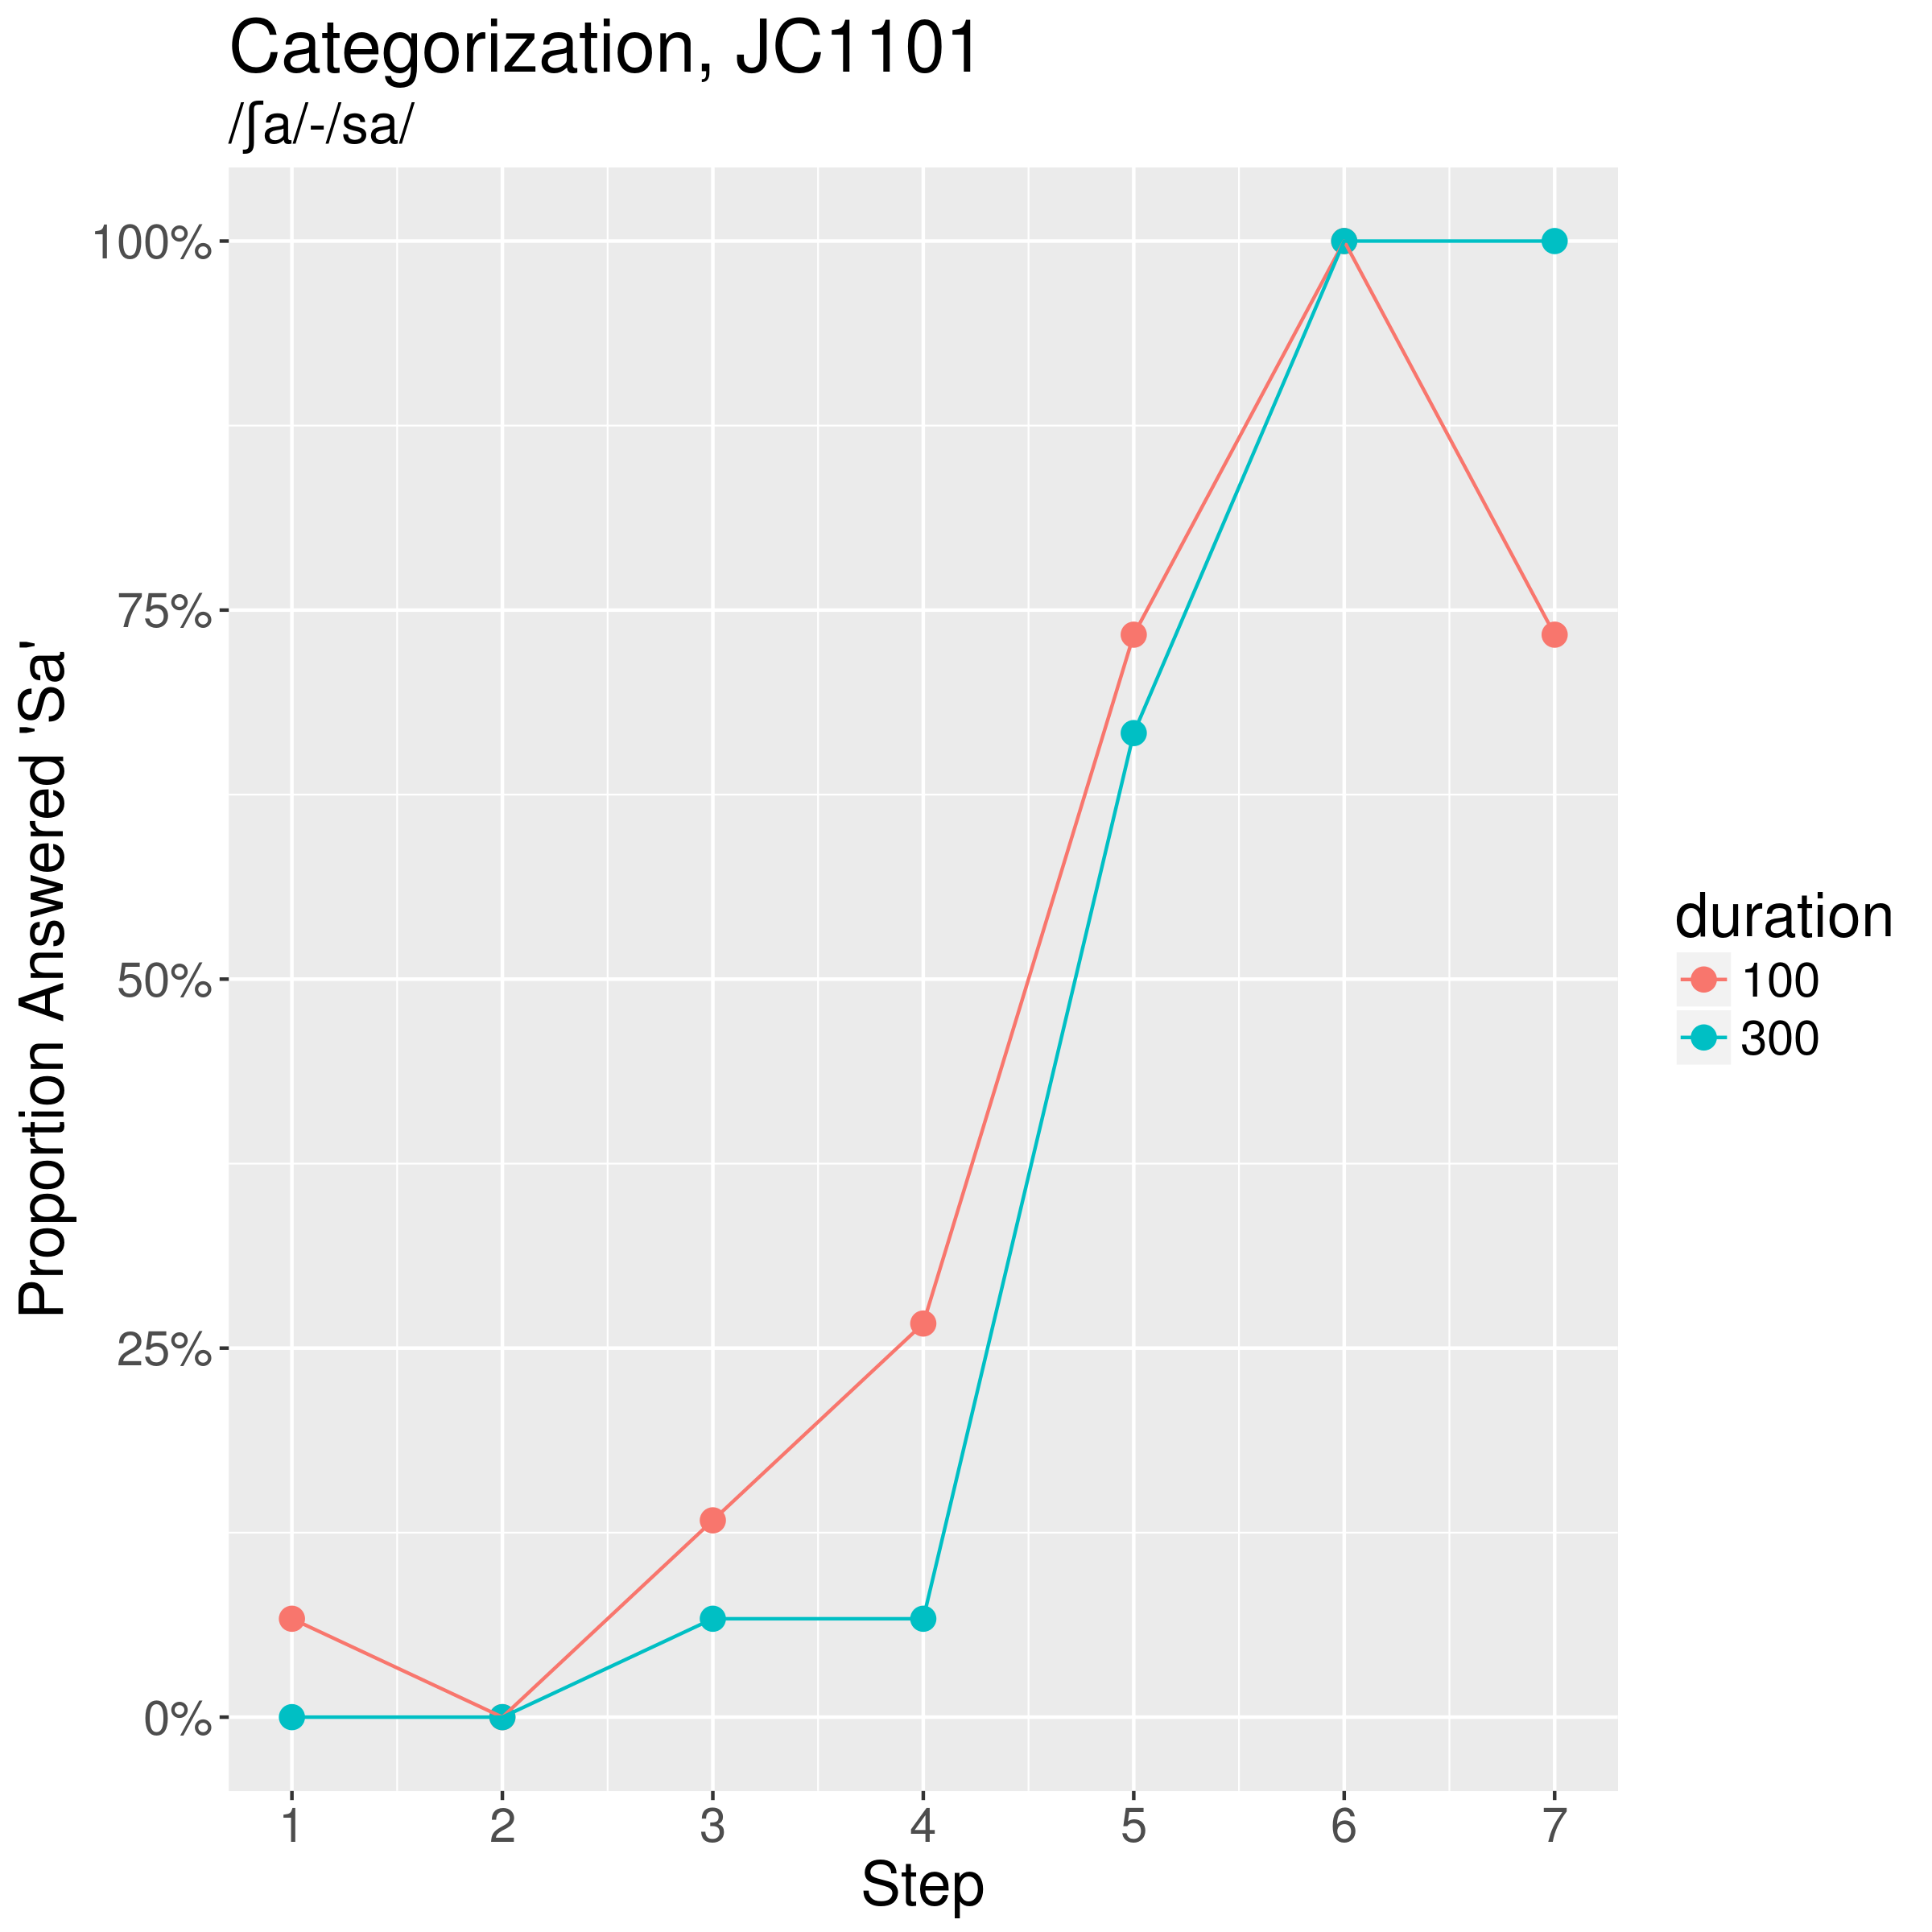 Categorization, JC1101
/ʃa/-/sa/
Proportion Answered 'Sa'
100%
75%
50%
25%
0%
1 2 3 4 5 6 7
Step
duration
100
300